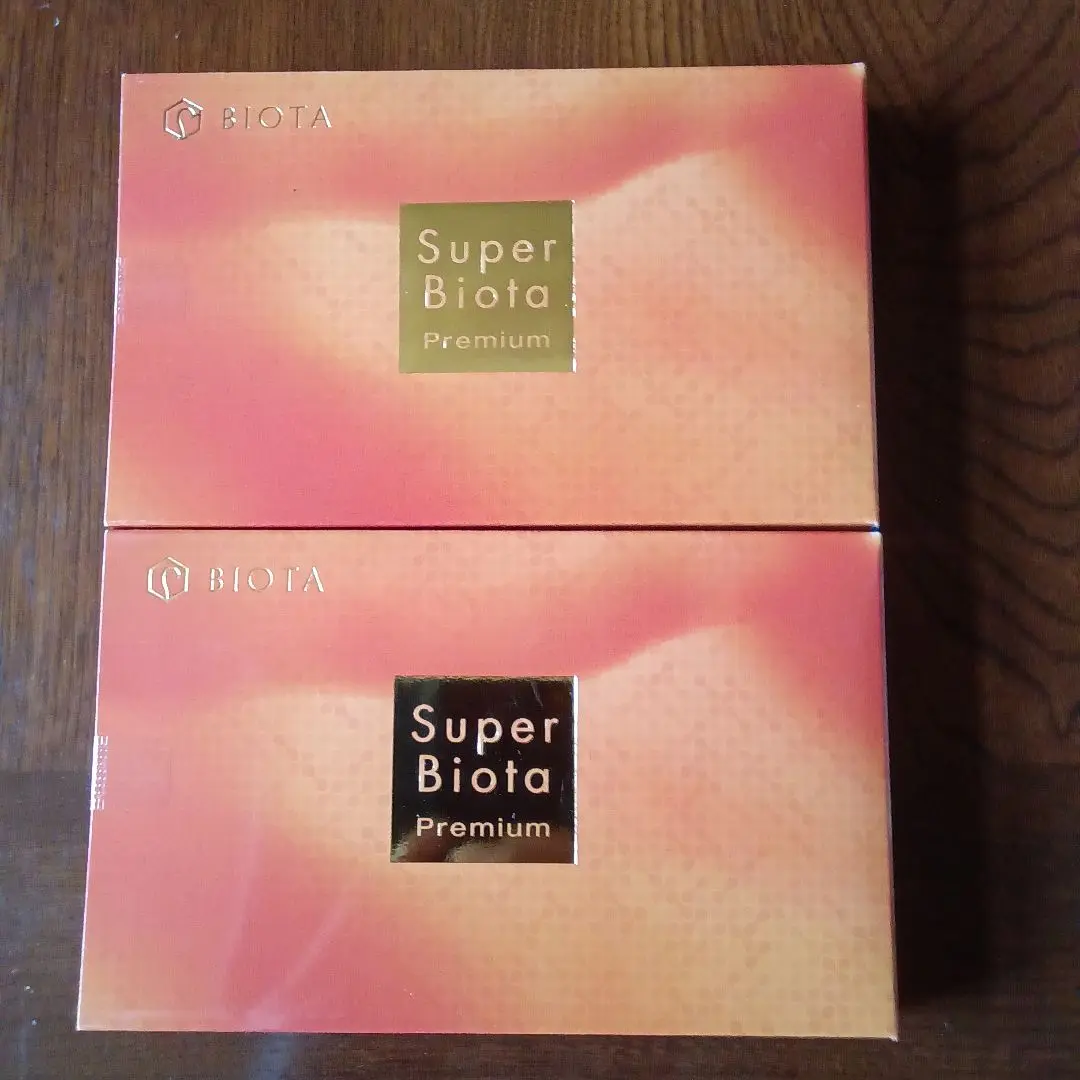 BIOTA
Super
Biota
Premium
BIOTA
Super
Biota
Premium